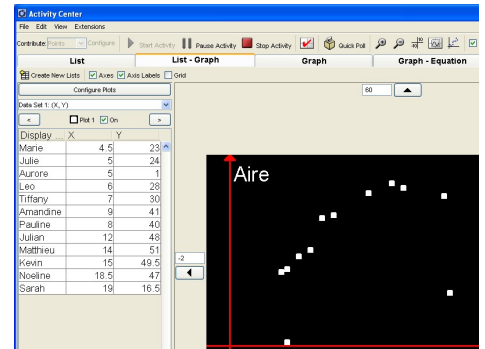 Activity Center
File Edit View Extensions
Contribute: Points Configure Start Activity Pause Activity Stop Activity Quick Poll
List List - Graph Graph Graph - Equation
Create New Lists Axes Axis Labels Grid
Configure Plots
60
Data Set 1: (X, Y)
< Plot 1 On >
Display ... X Y
Marie 4.5 23
Julie 5 24
Aurore 5 1
Leo 6 28
Tiffany 7 30
Amandine 9 41
Pauline 8 40
Julian 12 48
Matthieu 14 51
Kevin 15 49.5
Noeline 18.5 47
Sarah 19 16.5
Aire
-2